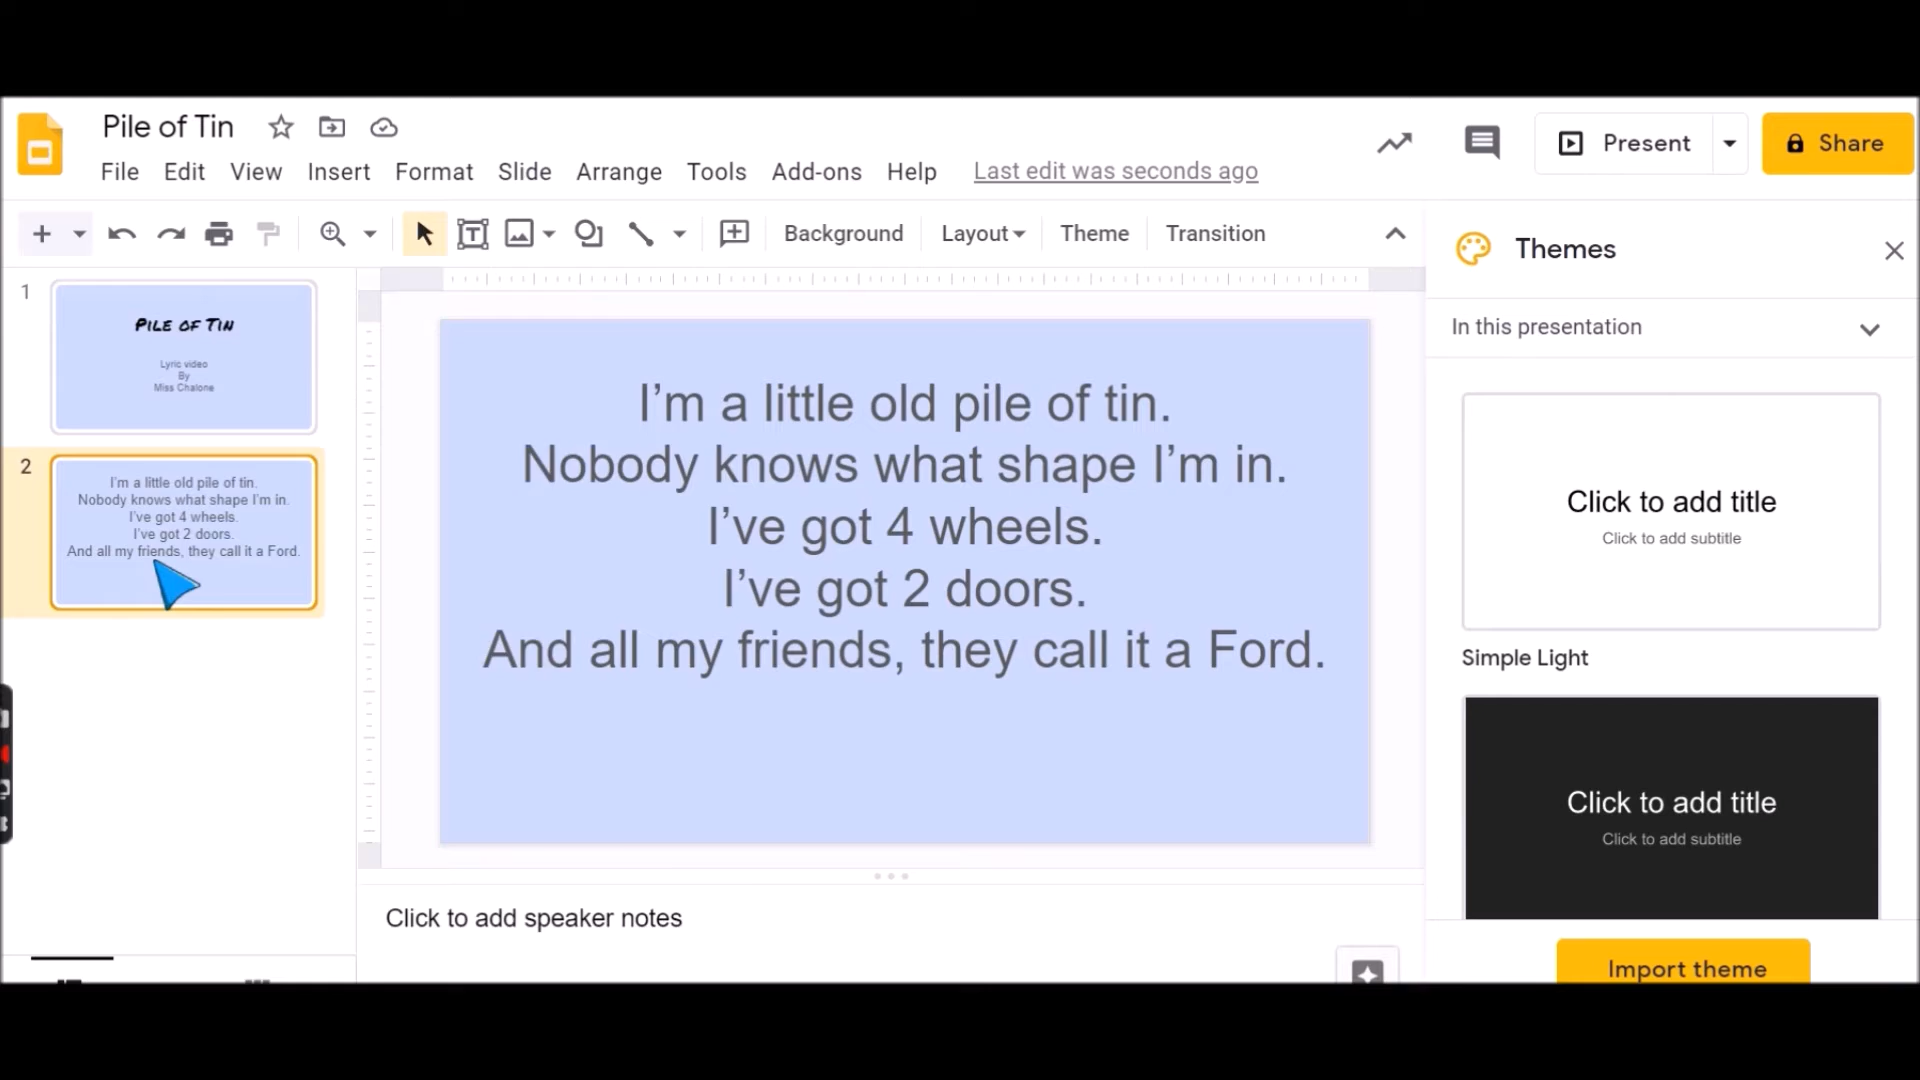 Pile of Tin
File Edit View Insert Format Slide Arrange Tools Add-ons Help Last edit was seconds ago
Present
Share
Background Layout Theme Transition
1
PILE OF TIN
Lyric video
By
Miss Chalone
2
I'm a little old pile of tin.
Nobody knows what shape I'm in.
I've got 4 wheels.
I've got 2 doors.
And all my friends, they call it a Ford.
I’m a little old pile of tin.
Nobody knows what shape I’m in.
I’ve got 4 wheels.
I’ve got 2 doors.
And all my friends, they call it a Ford.
Click to add speaker notes
Themes
In this presentation
Click to add title
Click to add subtitle
Simple Light
Click to add title
Click to add subtitle
Import theme